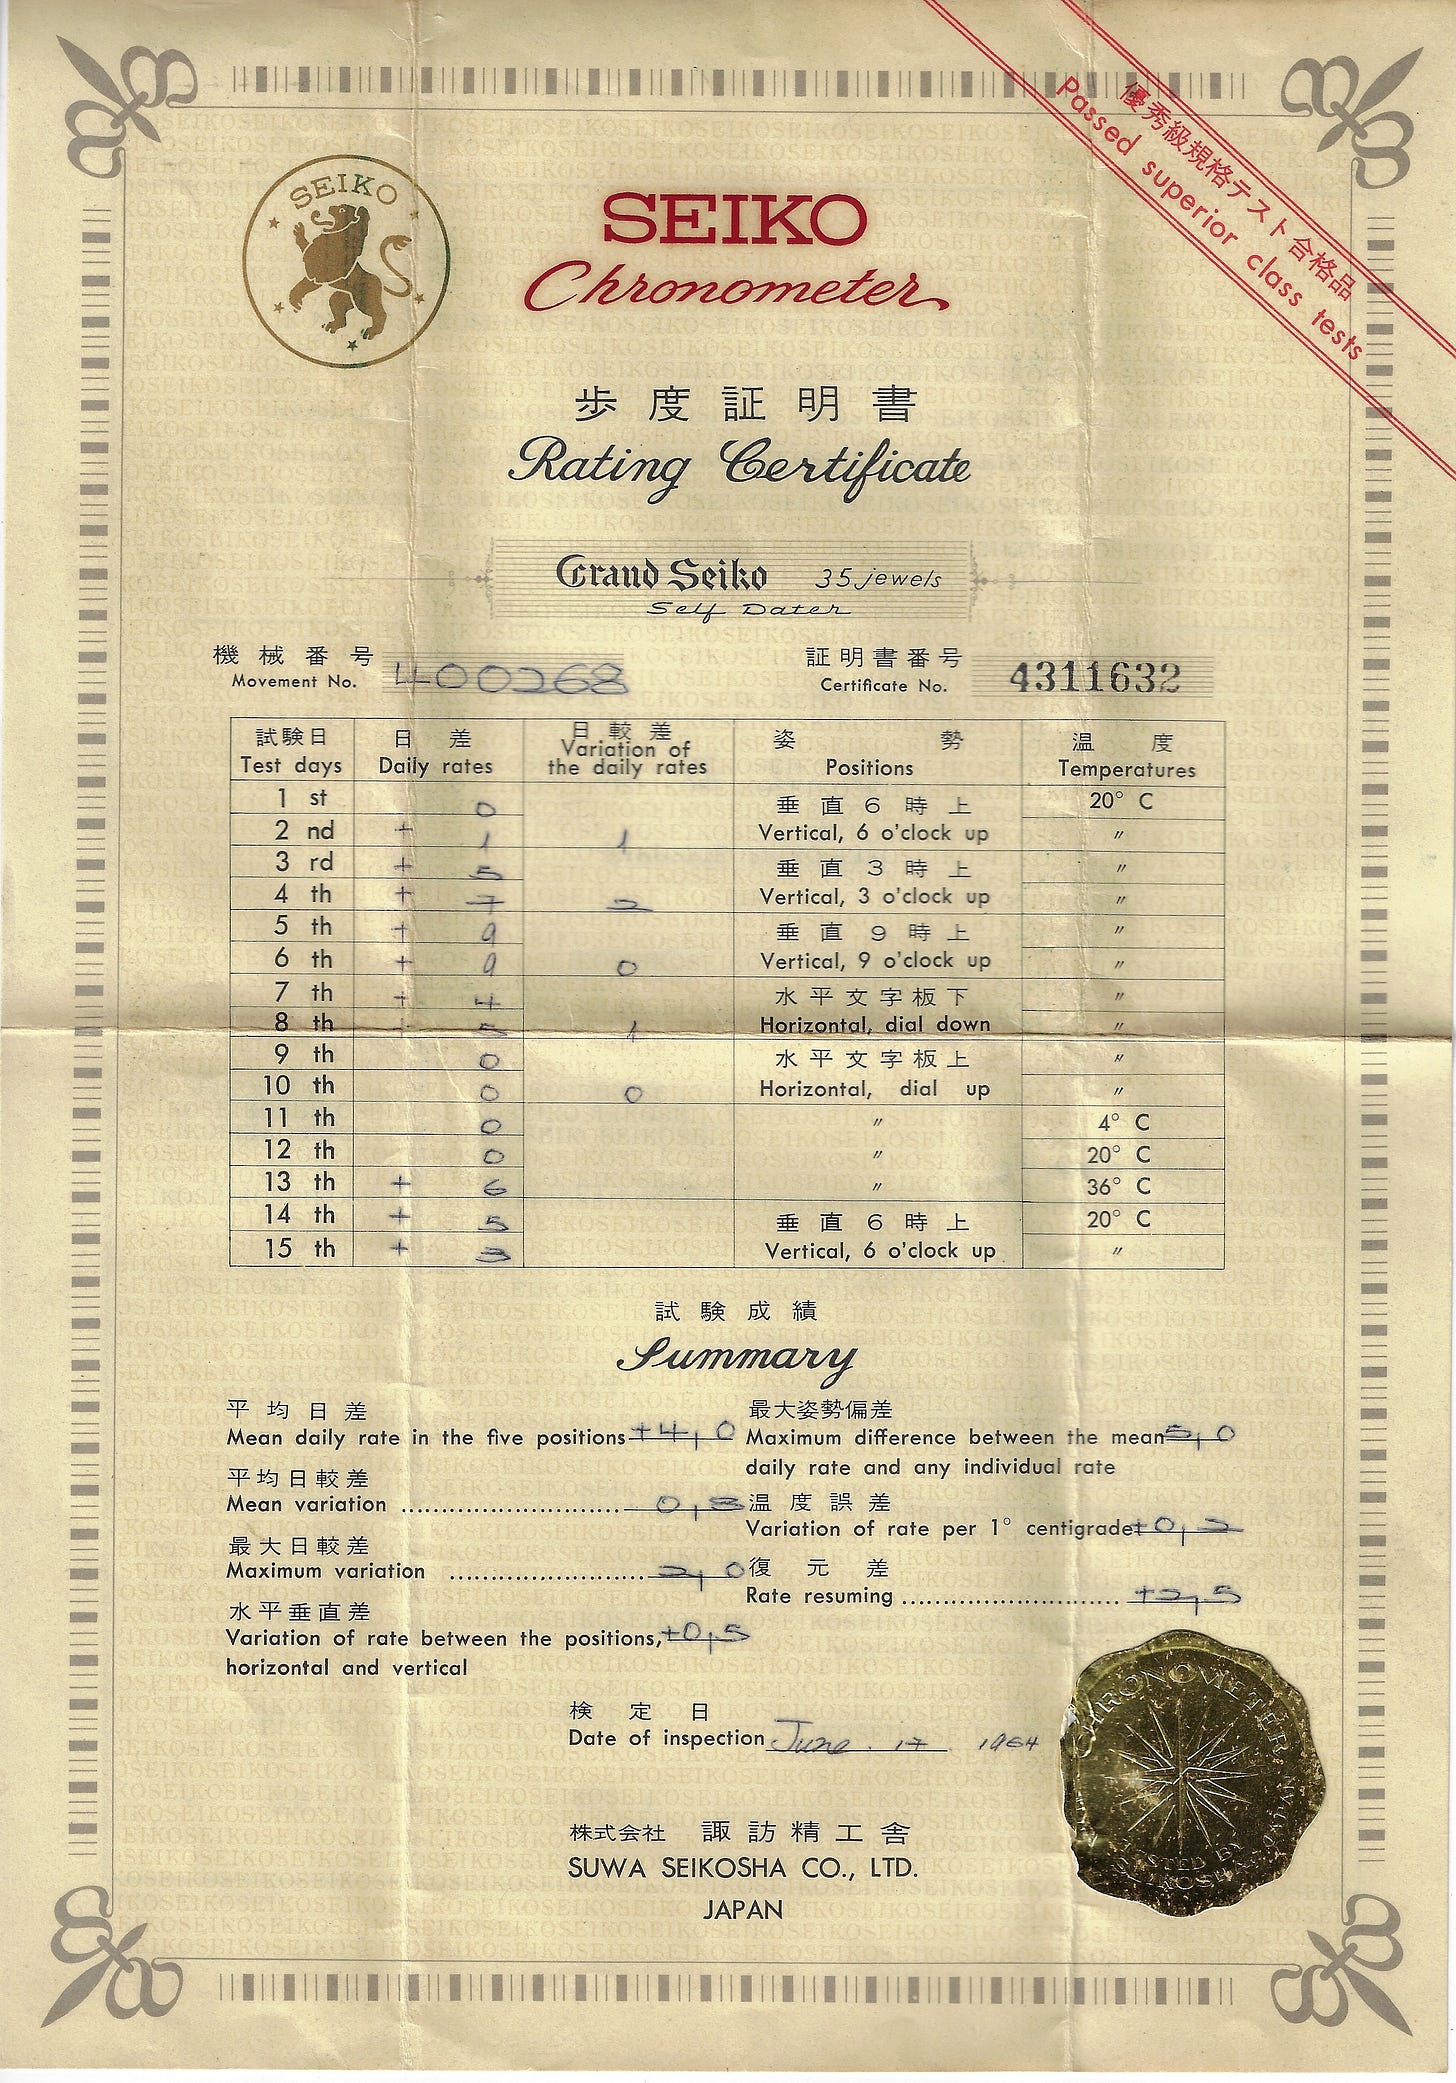 優秀級規格テスト合格品
Passed superior class tests
SEIKO
SEIKO
Chronometer
歩度証明書
Rating Certificate
Grand Seiko 35 jewels
Self Dater
機械番号 証明書番号
Movement No. 400268 Certificate No. 4311632
試験日 日差 日較差 姿勢 温度
Test days Daily rates Variation of the daily rates Positions Temperatures
1 st 0 垂直6時上 20° C
2 nd + 1 1 Vertical, 6 o'clock up 〃
3 rd + 5 垂直3時上 〃
4 th + 7 2 Vertical, 3 o'clock up 〃
5 th + 9 垂直9時上 〃
6 th + 9 0 Vertical, 9 o'clock up 〃
7 th + 4 水平文字板下 〃
8 th + 5 1 Horizontal, dial down 〃
9 th 0 水平文字板上 〃
10 th 0 0 Horizontal, dial up 〃
11 th 0 〃 4° C
12 th 0 〃 20° C
13 th + 6 〃 36° C
14 th + 5 垂直6時上 20° C
15 th + 3 Vertical, 6 o'clock up 〃
試験成績
Summary
平均日差
Mean daily rate in the five positions +4,0
平均日較差
Mean variation ........ 0,8
最大日較差
Maximum variation ........ 2,0
水平垂直差
Variation of rate between the positions, +0,5
horizontal and vertical
最大姿勢偏差
Maximum difference between the mean 5,0
daily rate and any individual rate
温度誤差
Variation of rate per 1° centigrade +0,2
復元差
Rate resuming ........ +2,5
検定日
Date of inspection June . 17 1964
株式会社 諏訪精工舎
SUWA SEIKOSHA CO., LTD.
JAPAN
CHRONOMETER
TESTED BY